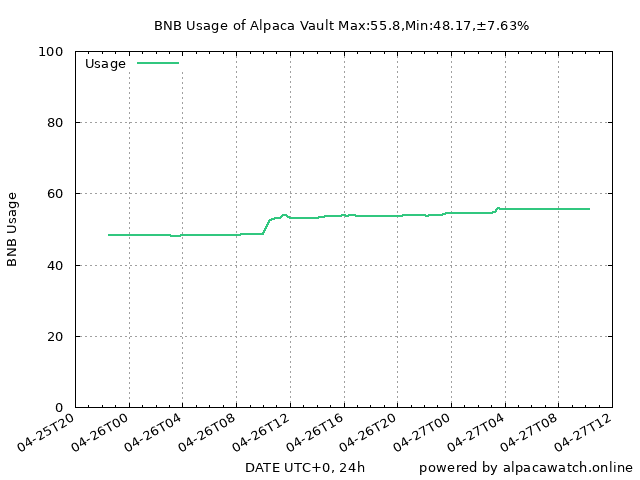 BNB Usage of Alpaca Vault Max:55.8,Min:48.17,±7.63%
Usage
BNB Usage
100
80
60
40
20
0
04-25T20
04-26T00
04-26T04
04-26T08
04-26T12
04-26T16
04-26T20
04-27T00
04-27T04
04-27T08
04-27T12
DATE UTC+0, 24h
powered by alpacawatch.online